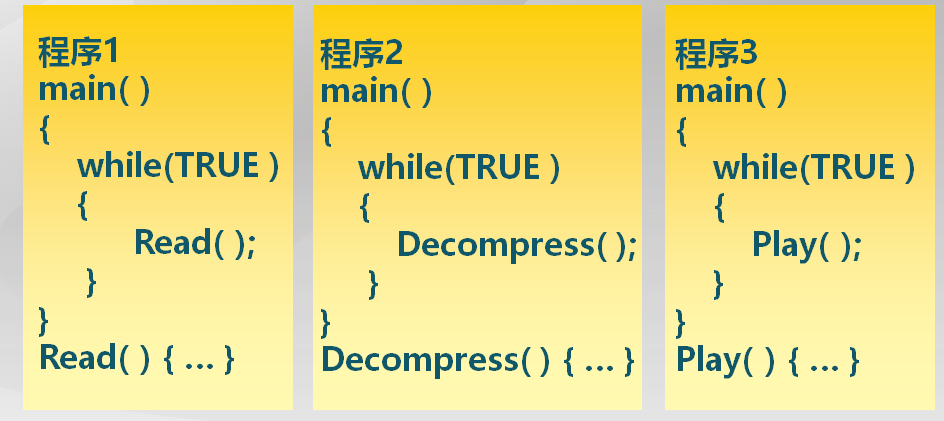 程序1
main( )
{
while(TRUE )
{
Read( );
}
}
Read( ) { ... }
程序2
main( )
{
while(TRUE )
{
Decompress( );
}
}
Decompress( ) { ... }
程序3
main( )
{
while(TRUE )
{
Play( );
}
}
Play( ) { ... }